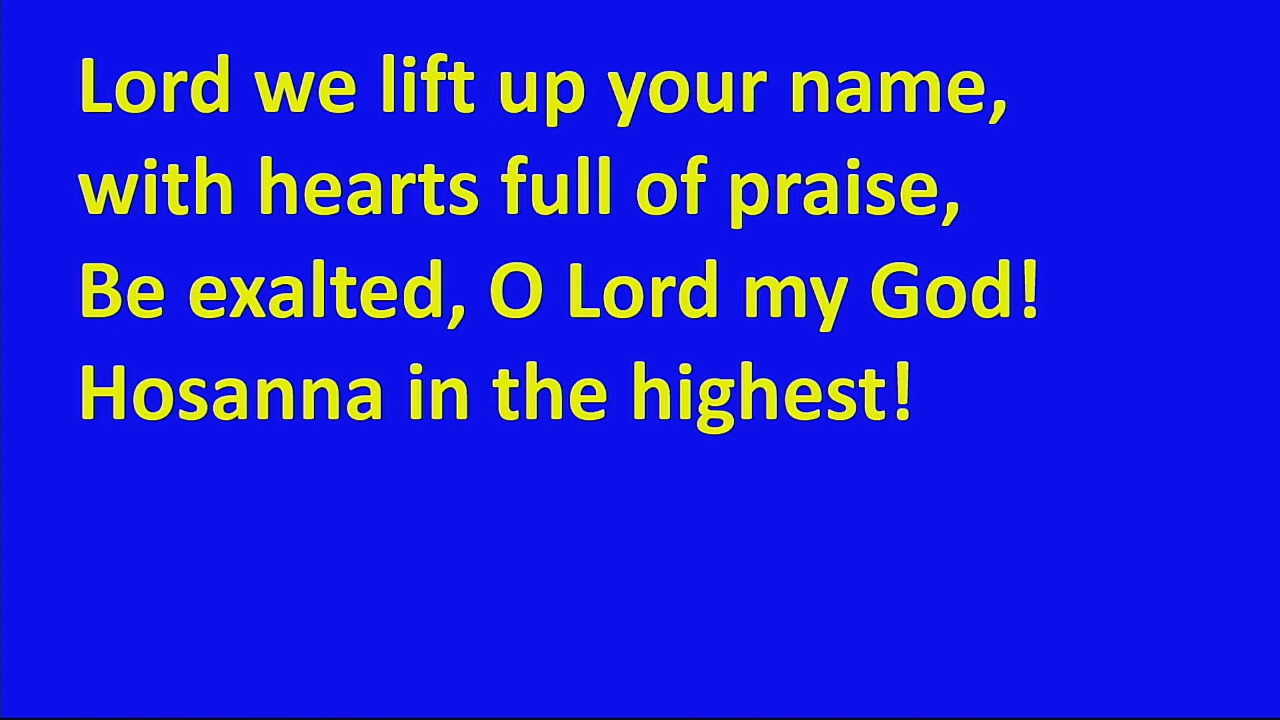 Lord we lift up your name,
with hearts full of praise,
Be exalted, O Lord my God!
Hosanna in the highest!